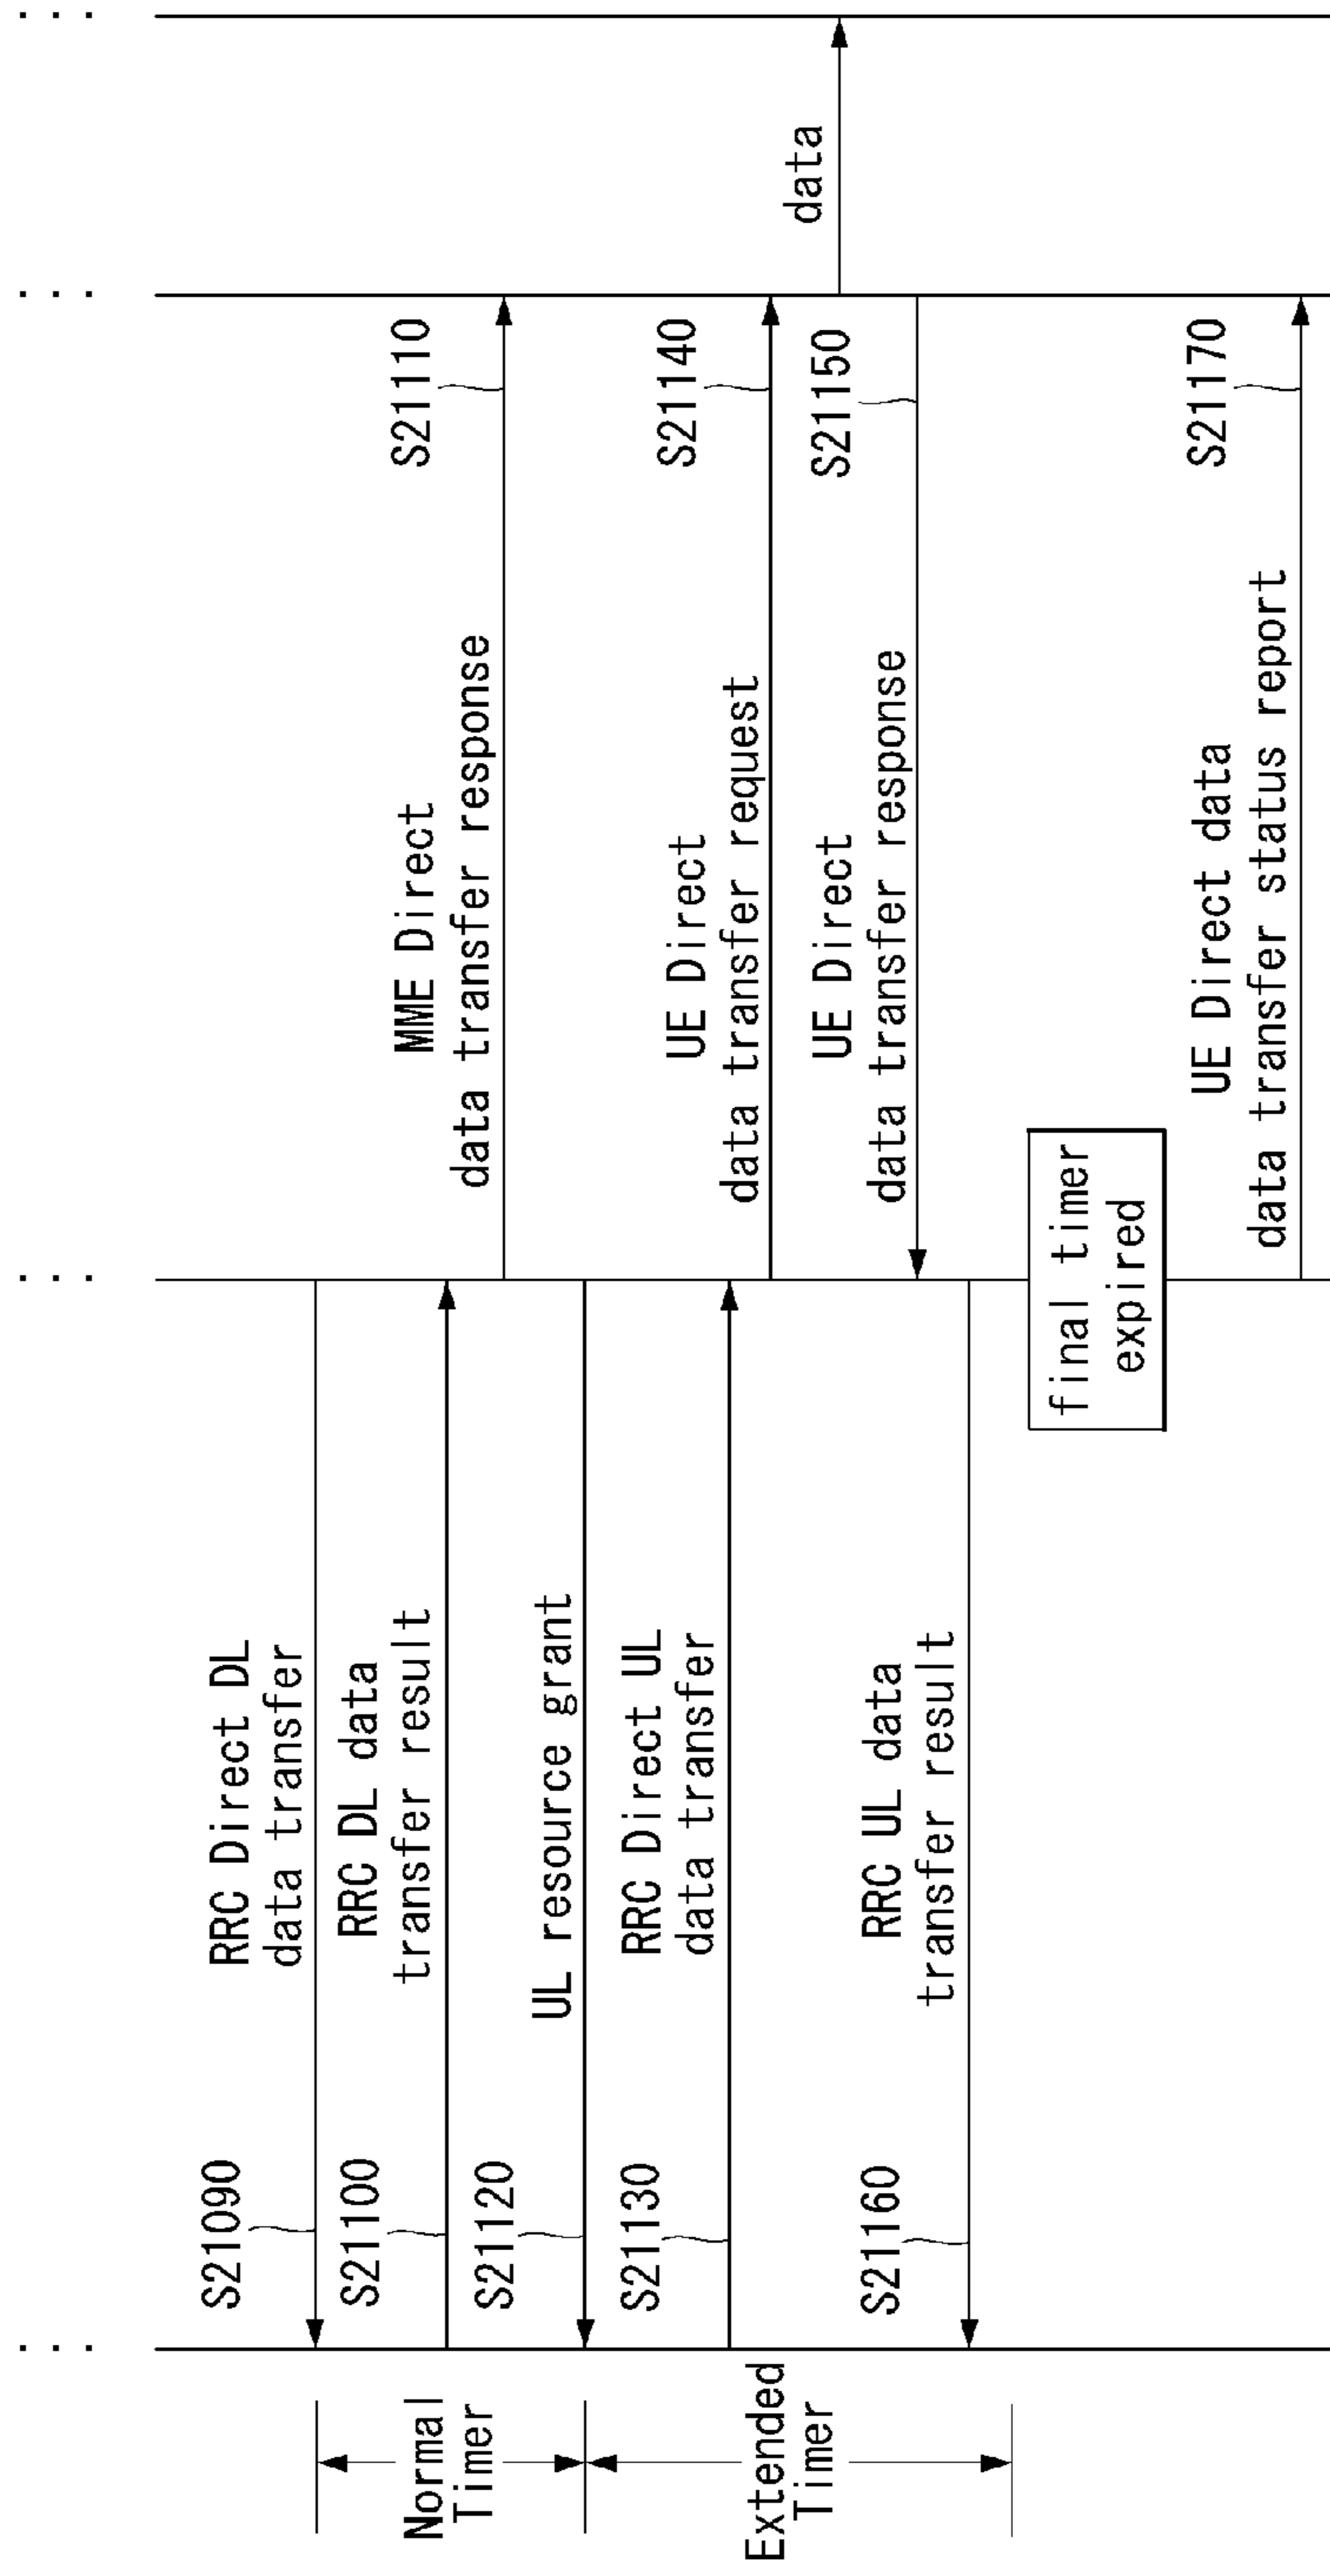 ...
...
...
...
Normal
Timer
Extended
Timer
S21090
RRC Direct DL
data transfer
S21100
RRC DL data
transfer result
MME Direct
data transfer response
S21110
S21120
UL resource grant
S21130
RRC Direct UL
data transfer
UE Direct
data transfer request
S21140
data
UE Direct
data transfer response
S21150
S21160
RRC UL data
transfer result
final timer
expired
UE Direct data
transfer status report
S21170